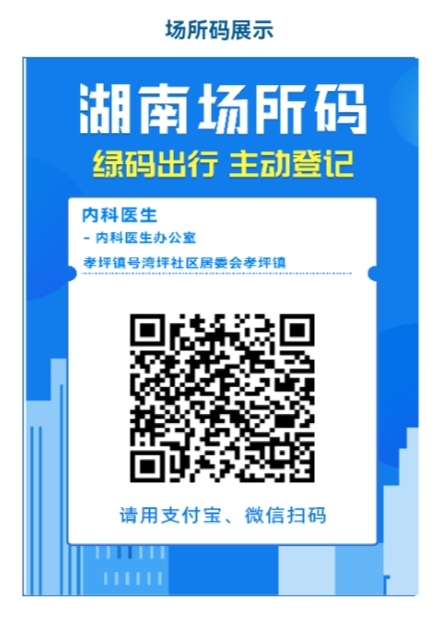 场所码展示
湖南场所码
绿码出行 主动登记
内科医生
- 内科医生办公室
孝坪镇号湾坪社区居委会孝坪镇
请用支付宝、微信扫码